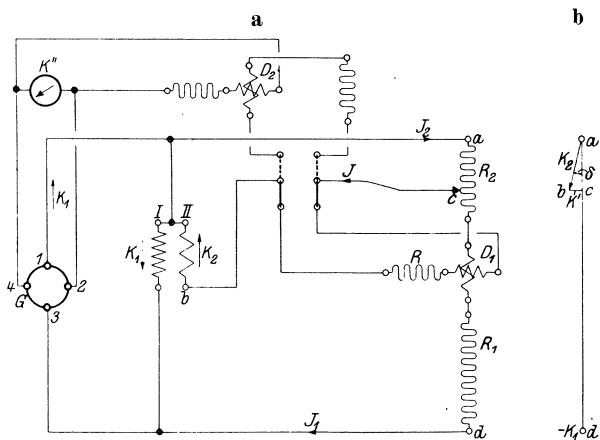 a
b
K"
D₂
J₂
a
R₂
J
c
K₁
I
II
K₁
K₂
b
1
4
2
G
3
R
D₁
R₁
J₁
d
a
K₂
δ
b
c
K"
-K₁
d